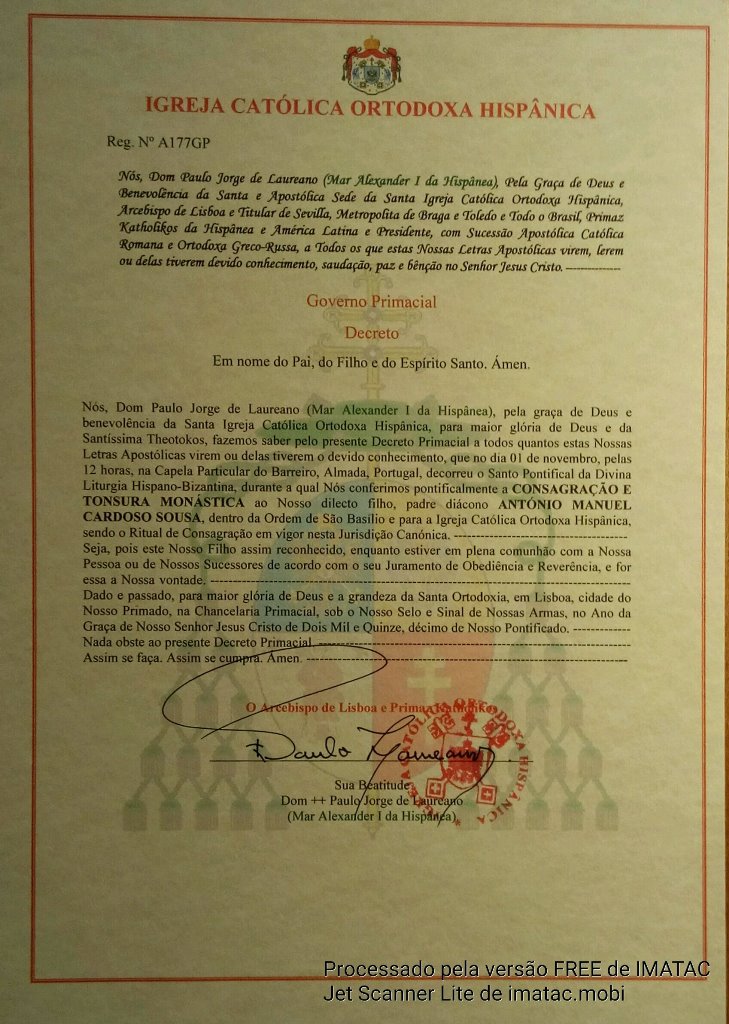 IGREJA CATÓLICA ORTODOXA HISPÂNICA
Reg. Nº A177GP
Nós, Dom Paulo Jorge de Laureano (Mar Alexander I da Hispânea), Pela Graça de Deus e
Benevolência da Santa e Apostólica Sede da Santa Igreja Católica Ortodoxa Hispânica,
Arcebispo de Lisboa e Titular de Sevilla, Metropolita de Braga e Toledo e Todo o Brasil, Primaz
Katholikos da Hispânea e América Latina e Presidente, com Sucessão Apostólica Católica
Romana e Ortodoxa Greco-Russa, a Todos os que estas Nossas Letras Apostólicas virem, lerem
ou delas tiverem devido conhecimento, saudação, paz e bênção no Senhor Jesus Cristo. --------------
Governo Primacial
Decreto
Em nome do Pai, do Filho e do Espírito Santo. Ámen.
Nós, Dom Paulo Jorge de Laureano (Mar Alexander I da Hispânea), pela graça de Deus e
benevolência da Santa Igreja Católica Ortodoxa Hispânica, para maior glória de Deus e da
Santíssima Theotokos, fazemos saber pelo presente Decreto Primacial a todos quantos estas Nossas
Letras Apostólicas virem ou delas tiverem o devido conhecimento, que no dia 01 de novembro, pelas
12 horas, na Capela Particular do Barreiro, Almada, Portugal, decorreu o Santo Pontifical da Divina
Liturgia Hispano-Bizantina, durante a qual Nós conferimos pontificalmente a CONSAGRAÇÃO E
TONSURA MONÁSTICA ao Nosso dilecto filho, padre diácono ANTÓNIO MANUEL
CARDOSO SOUSA, dentro da Ordem de São Basílio e para a Igreja Católica Ortodoxa Hispânica,
sendo o Ritual de Consagração em vigor nesta Jurisdição Canónica. ------------------------------------
Seja, pois este Nosso Filho assim reconhecido, enquanto estiver em plena comunhão com a Nossa
Pessoa ou de Nossos Sucessores de acordo com o seu Juramento de Obediência e Reverência, e for
essa a Nossa vontade. ------------------------------------------------------------------------------------
Dado e passado, para maior glória de Deus e a grandeza da Santa Ortodoxia, em Lisboa, cidade do
Nosso Primado, na Chancelaria Primacial, sob o Nosso Selo e Sinal de Nossas Armas, no Ano da
Graça de Nosso Senhor Jesus Cristo de Dois Mil e Quinze, décimo de Nosso Pontificado. ------------
Nada obste ao presente Decreto Primacial. ----------------------------------------------------------------
Assim se faça. Assim se cumpra. Ámen. -------------------------------------------------------------------
O Arcebispo de Lisboa e Primaz Katholikos
Paulo Laureano
IGREJA CATÓLICA ORTODOXA HISPÂNICA
Sua Beatitude
Dom ++ Paulo Jorge de Laureano
(Mar Alexander I da Hispânea)
Processado pela versão FREE de IMATAC
Jet Scanner Lite de imatac.mobi